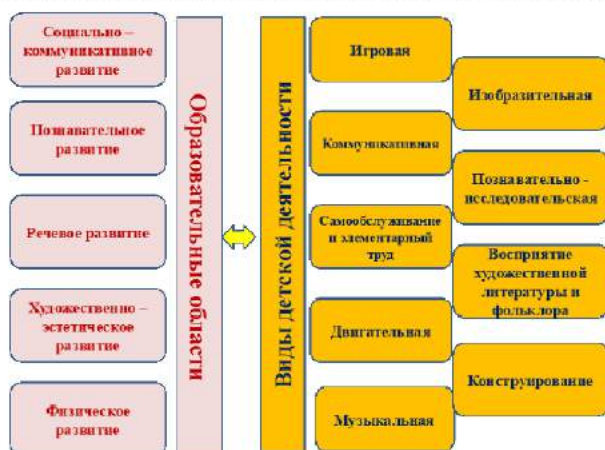 Социально –
коммуникативное
развитие
Познавательное
развитие
Речевое развитие
Художественно –
эстетическое
развитие
Физическое
развитие
Образовательные области
Виды детской деятельности
Игровая
Коммуникативная
Самообслуживание
и элементарный
труд
Двигательная
Музыкальная
Изобразительная
Познавательно -
исследовательская
Восприятие
художественной
литературы и
фольклора
Конструирование